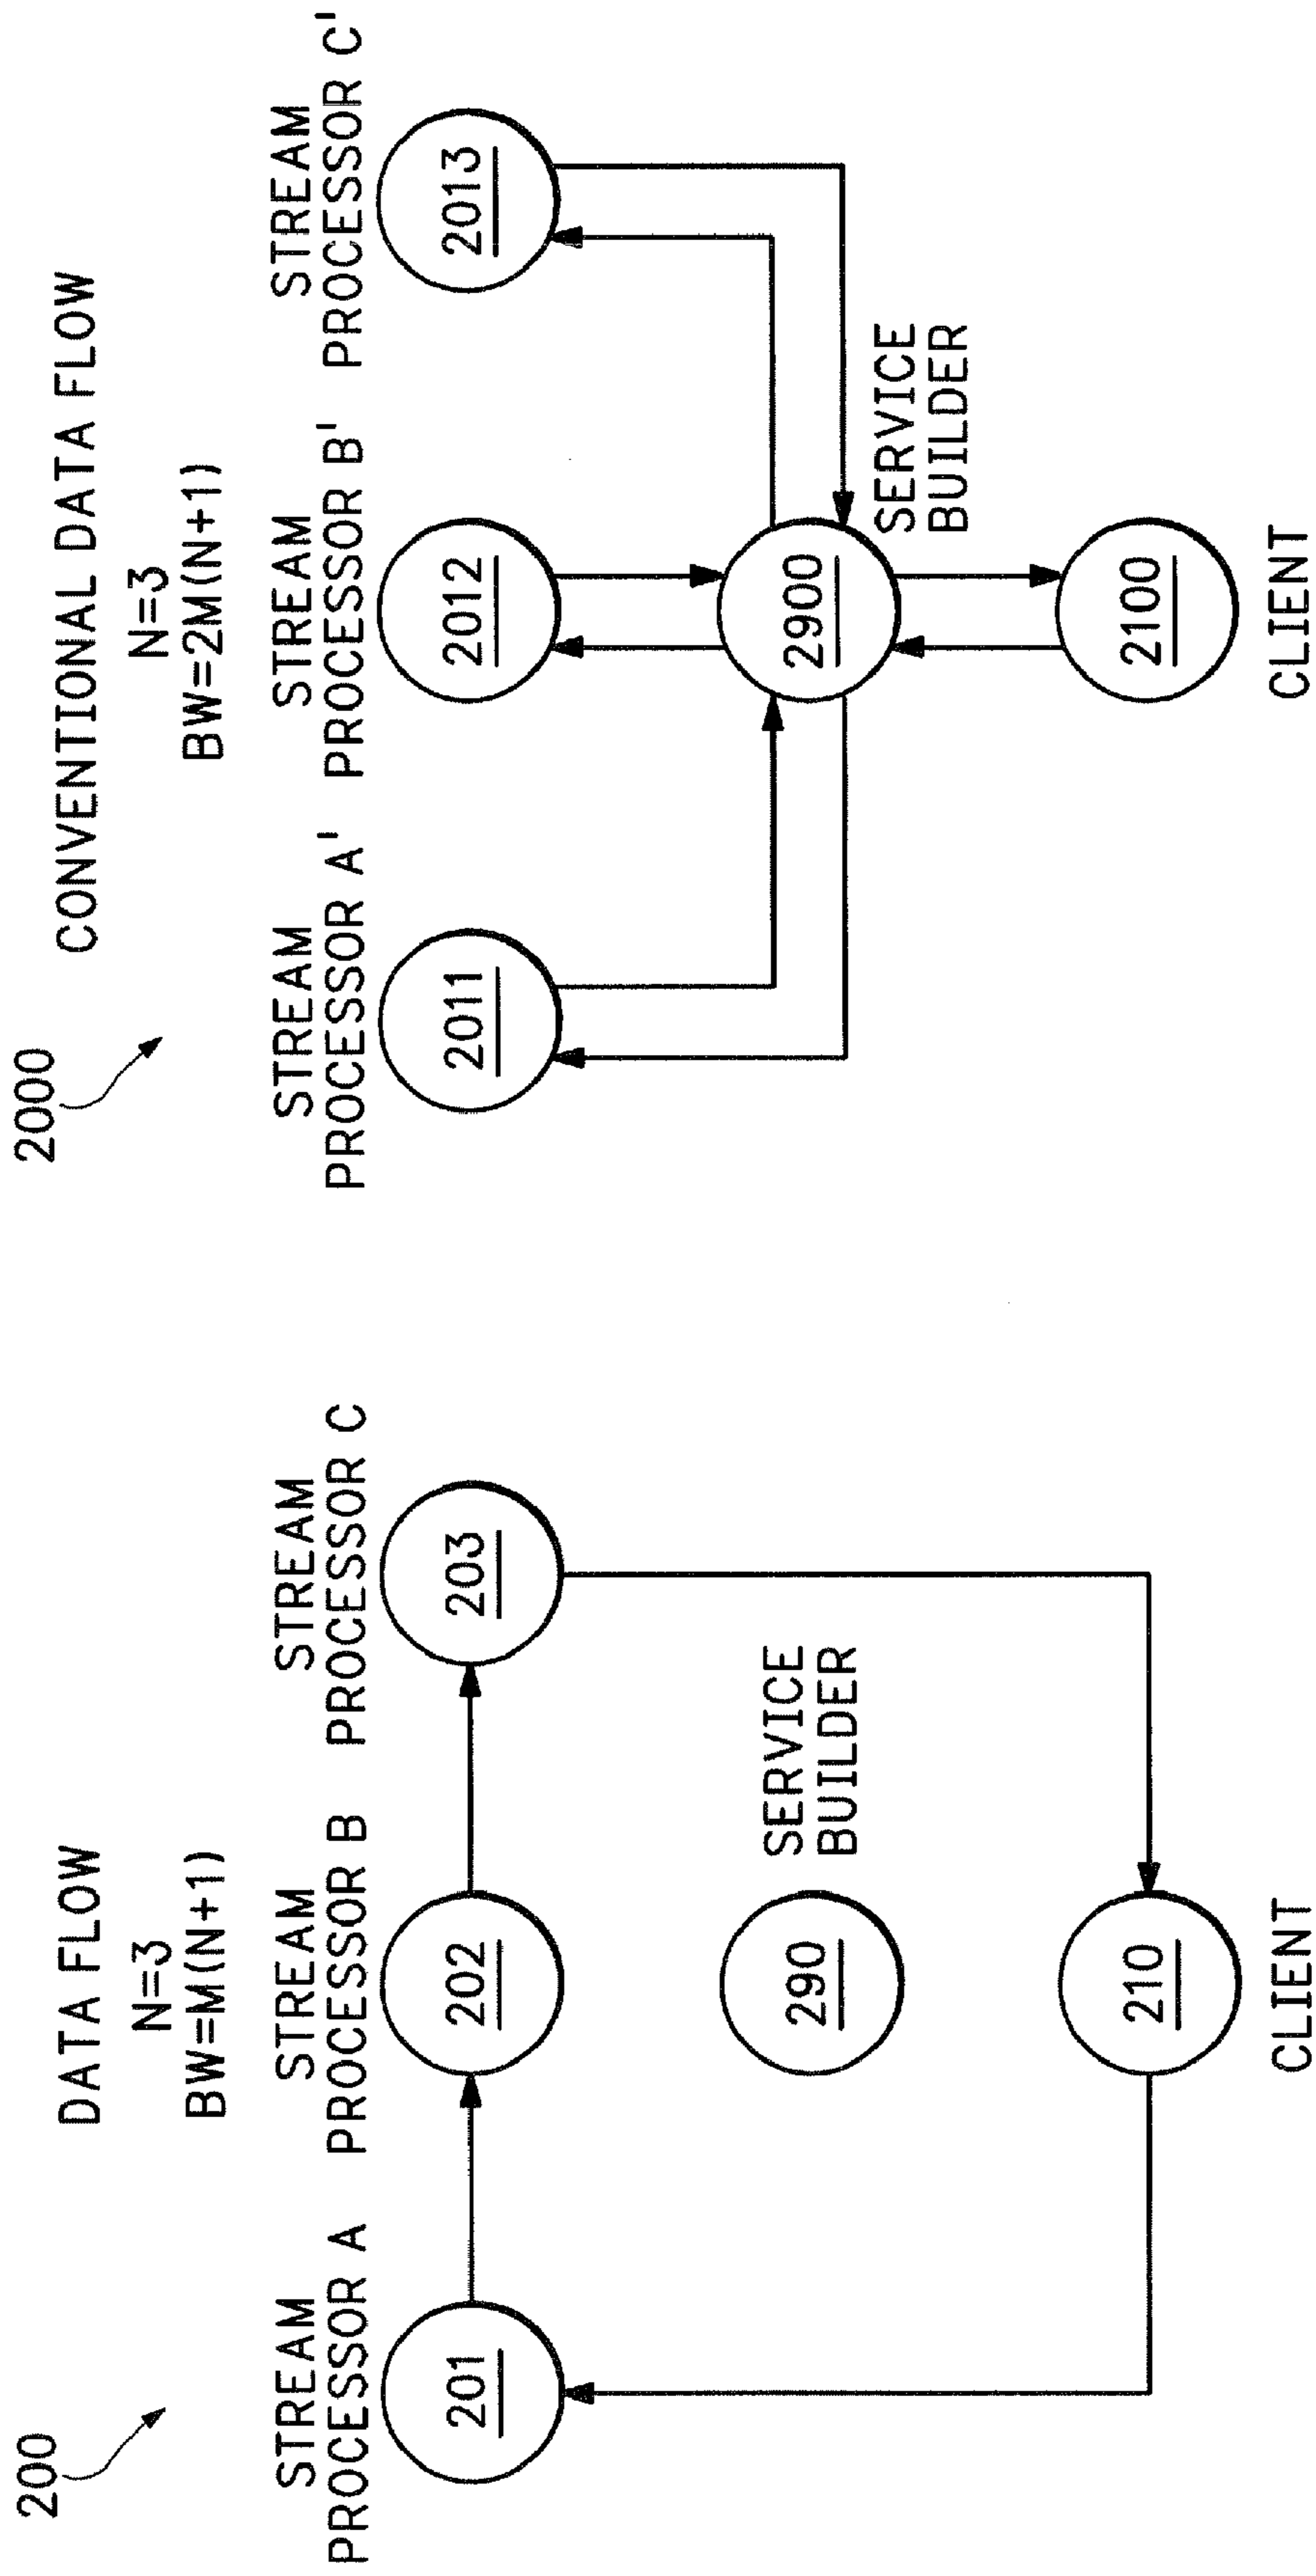 200
DATA FLOW
N=3
BW=M(N+1)
STREAM
PROCESSOR A
STREAM
PROCESSOR B
STREAM
PROCESSOR C
201
202
203
290
SERVICE
BUILDER
210
CLIENT
2000
CONVENTIONAL DATA FLOW
N=3
BW=2M(N+1)
STREAM
PROCESSOR A'
STREAM
PROCESSOR B'
STREAM
PROCESSOR C'
2011
2012
2013
2900
SERVICE
BUILDER
2100
CLIENT